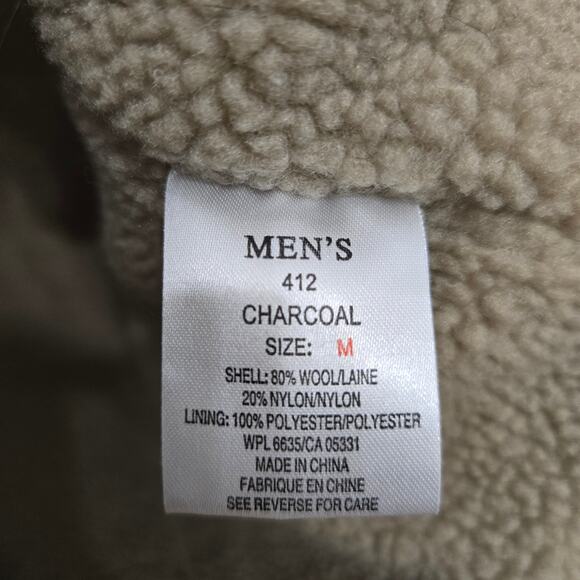 MEN'S
412
CHARCOAL
SIZE: M
SHELL: 80% WOOL/LAINE
20% NYLON/NYLON
LINING: 100% POLYESTER/POLYESTER
WPL 6635/CA 05331
MADE IN CHINA
FABRIQUE EN CHINE
SEE REVERSE FOR CARE